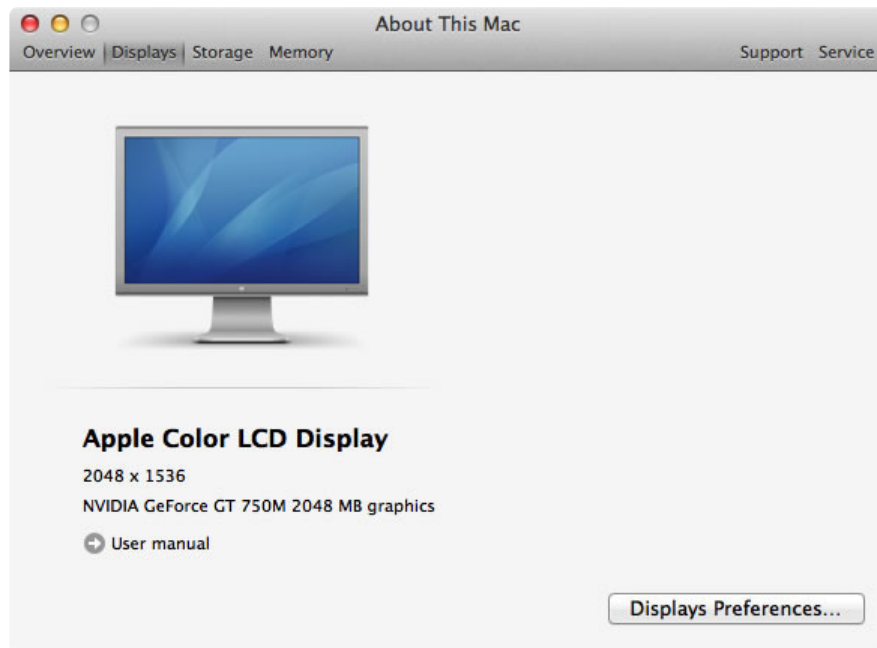 About This Mac
Overview Displays Storage Memory Support Service
Apple Color LCD Display
2048 x 1536
NVIDIA GeForce GT 750M 2048 MB graphics
User manual
Displays Preferences...